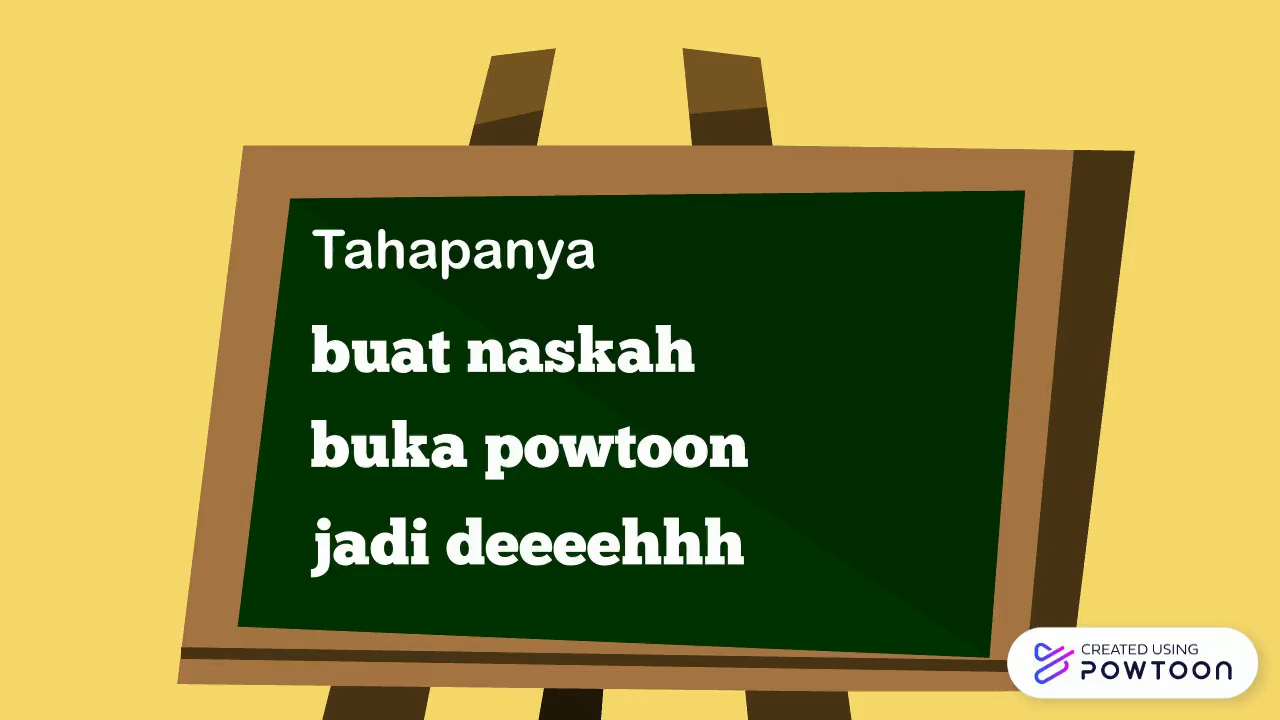 Tahapanya
buat naskah
buka powtoon
jadi deeeehhh
CREATED USING
POWTOON